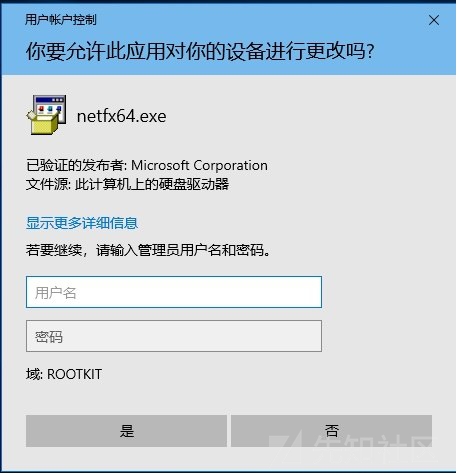 用户帐户控制
你要允许此应用对你的设备进行更改吗?
netfx64.exe
已验证的发布者: Microsoft Corporation
文件源: 此计算机上的硬盘驱动器
显示更多详细信息
若要继续，请输入管理员用户名和密码。
用户名
密码
域: ROOTKIT
是
否
先知社区